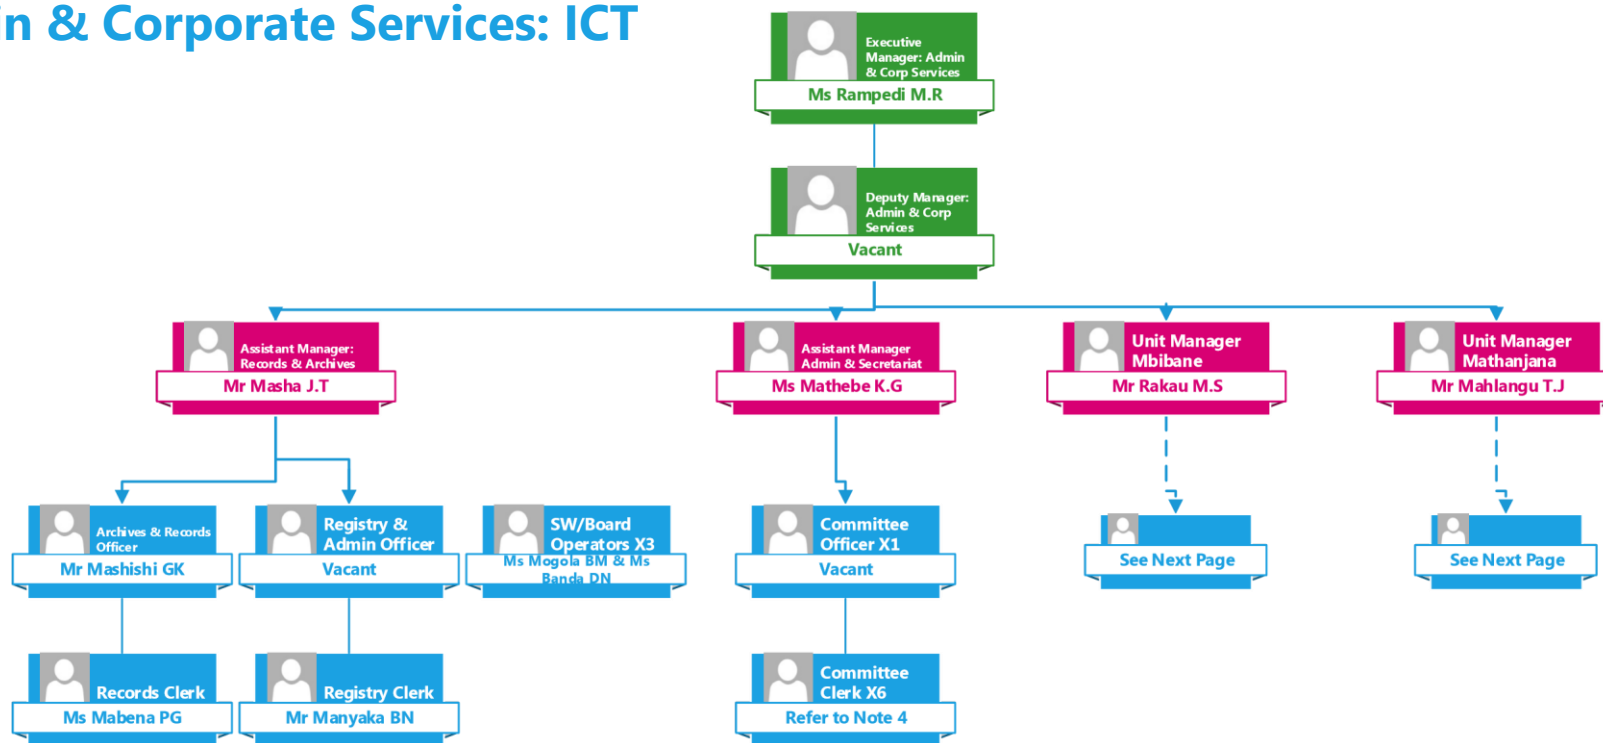 in & Corporate Services: ICT
Executive
Manager: Admin
& Corp Services
Ms Rampedi M.R
Deputy Manager:
Admin & Corp
Services
Vacant
Assistant Manager:
Records & Archives
Mr Masha J.T
Assistant Manager
Admin & Secretariat
Ms Mathebe K.G
Unit Manager
Mbibane
Mr Rakau M.S
Unit Manager
Mathanjana
Mr Mahlangu T.J
Archives & Records
Officer
Mr Mashishi GK
Registry &
Admin Officer
Vacant
SW/Board
Operators X3
Ms Mogola BM & Ms
Banda DN
Committee
Officer X1
Vacant
See Next Page
See Next Page
Records Clerk
Ms Mabena PG
Registry Clerk
Mr Manyaka BN
Committee
Clerk X6
Refer to Note 4